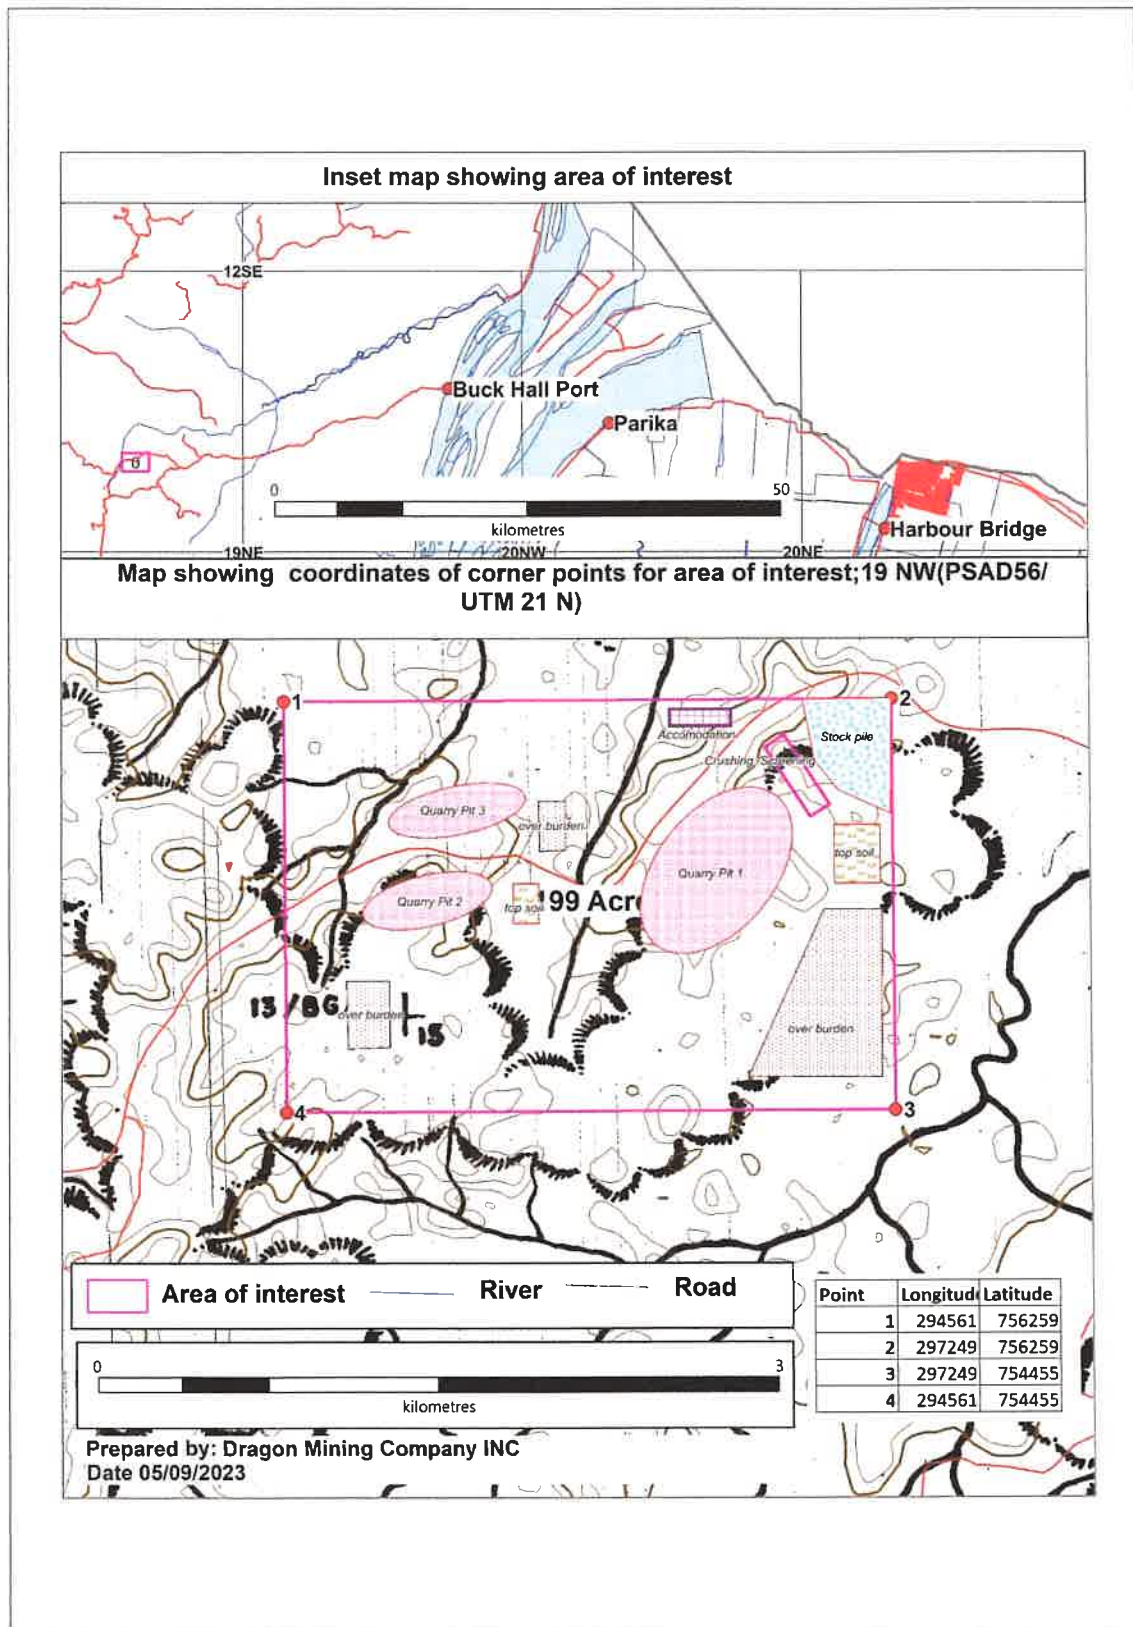 Inset map showing area of interest
12SE
Buck Hall Port
Parika
6
0 50
kilometres
Harbour Bridge
19NE 20NW 20NE
Map showing coordinates of corner points for area of interest;19 NW(PSAD56/
UTM 21 N)
1 2
Accomodation
Stock pile
Crushing /Screening
Quarry Pit 3
over burden
top soil
Quarry Pit 1
Quarry Pit 2
top soil
199 Acr
13/BG
over burden
15
over burden
4 3
Area of interest River Road
0 3
kilometres
Point Longitud Latitude
1 294561 756259
2 297249 756259
3 297249 754455
4 294561 754455
Prepared by: Dragon Mining Company INC
Date 05/09/2023